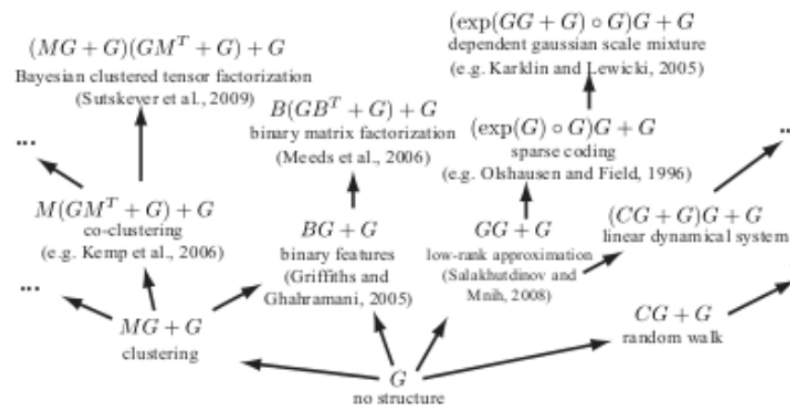 (exp(GG + G) ∘ G)G + G
dependent gaussian scale mixture
(e.g. Karklin and Lewicki, 2005)
(MG + G)(GM^T + G) + G
Bayesian clustered tensor factorization
(Sutskever et al., 2009)
B(GB^T + G) + G
binary matrix factorization
(Meeds et al., 2006)
(exp(G) ∘ G)G + G
sparse coding
(e.g. Olshausen and Field, 1996)
...
...
M(GM^T + G) + G
co-clustering
(e.g. Kemp et al., 2006)
BG + G
binary features
(Griffiths and
Ghahramani, 2005)
GG + G
low-rank approximation
(Salakhutdinov and
Mnih, 2008)
(CG + G)G + G
linear dynamical system
...
MG + G
clustering
CG + G
random walk
G
no structure